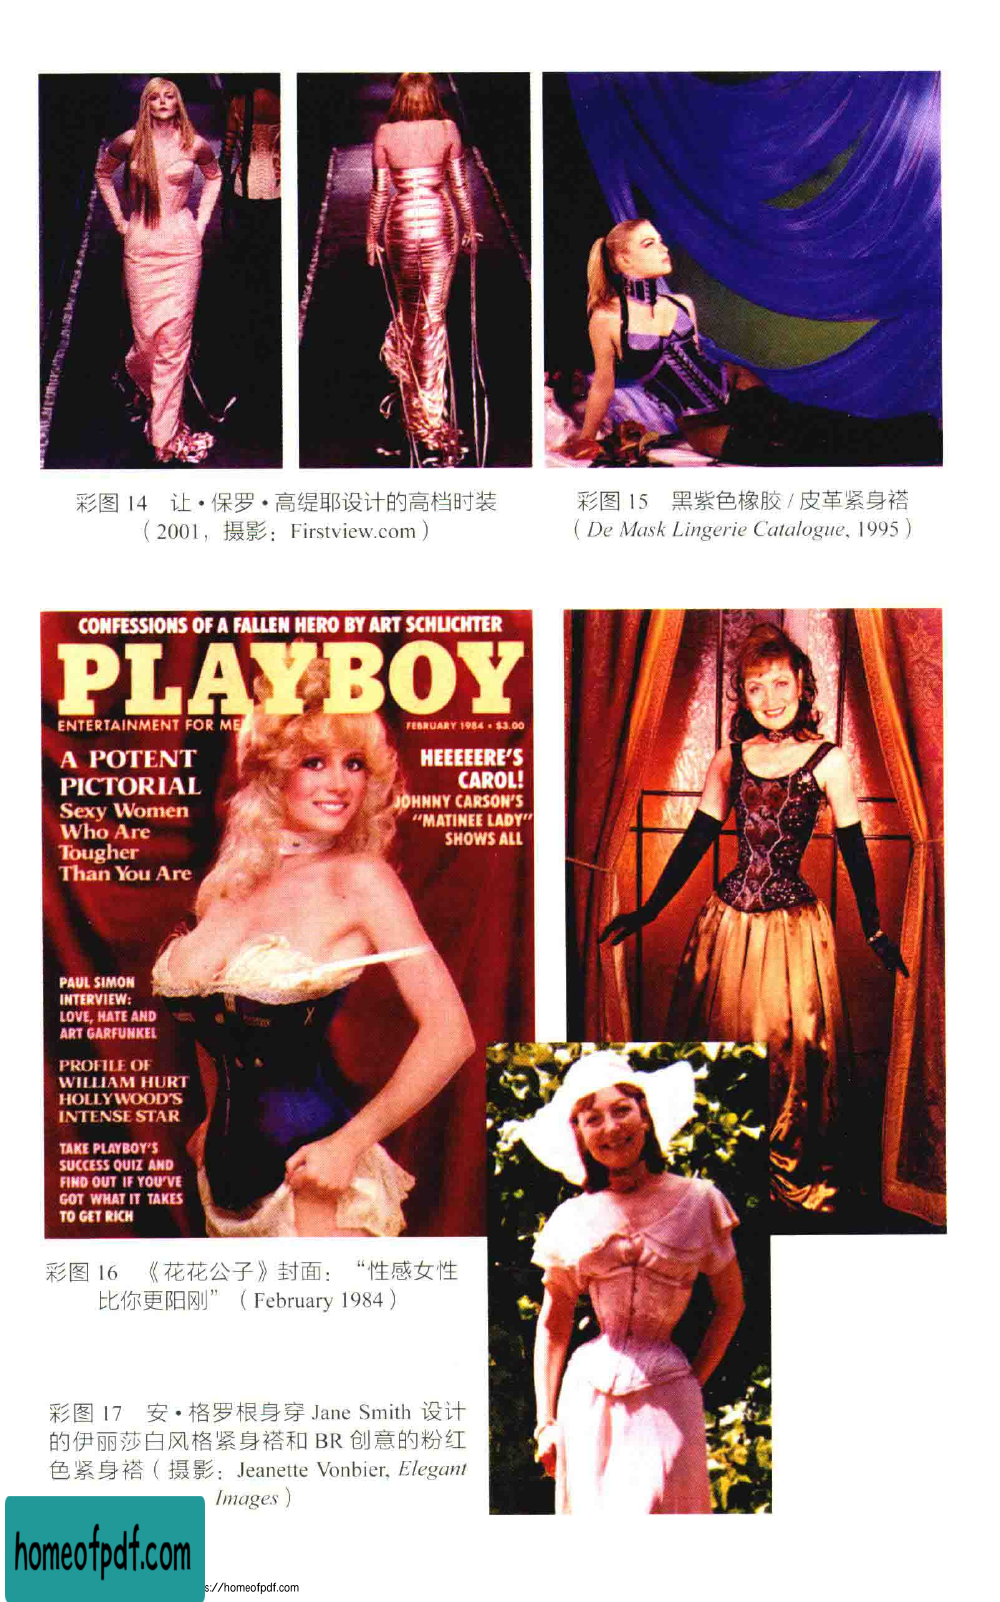 彩图 14 让·保罗·高缇耶设计的高档时装
（2001，摄影：Firstview.com）
彩图 15 黑紫色橡胶 / 皮革紧身褡
（De Mask Lingerie Catalogue, 1995）
CONFESSIONS OF A FALLEN HERO BY ART SCHLICHTER
PLAYBOY
ENTERTAINMENT FOR ME
FEBRUARY 1984 • $3.00
A POTENT
PICTORIAL
Sexy Women
Who Are
Tougher
Than You Are
HEEEEERE'S
CAROL!
JOHNNY CARSON'S
"MATINEE LADY"
SHOWS ALL
PAUL SIMON
INTERVIEW:
LOVE, HATE AND
ART GARFUNKEL
PROFILE OF
WILLIAM HURT
HOLLYWOOD'S
INTENSE STAR
TAKE PLAYBOY'S
SUCCESS QUIZ AND
FIND OUT IF YOU'VE
GOT WHAT IT TAKES
TO GET RICH
彩图 16 《花花公子》封面：“性感女性
比你更阳刚”（February 1984）
彩图 17 安·格罗根身穿 Jane Smith 设计
的伊丽莎白风格紧身褡和 BR 创意的粉红
色紧身褡（摄影：Jeanette Vonbier, Elegant
Images）
homeofpdf.com
s://homeofpdf.com